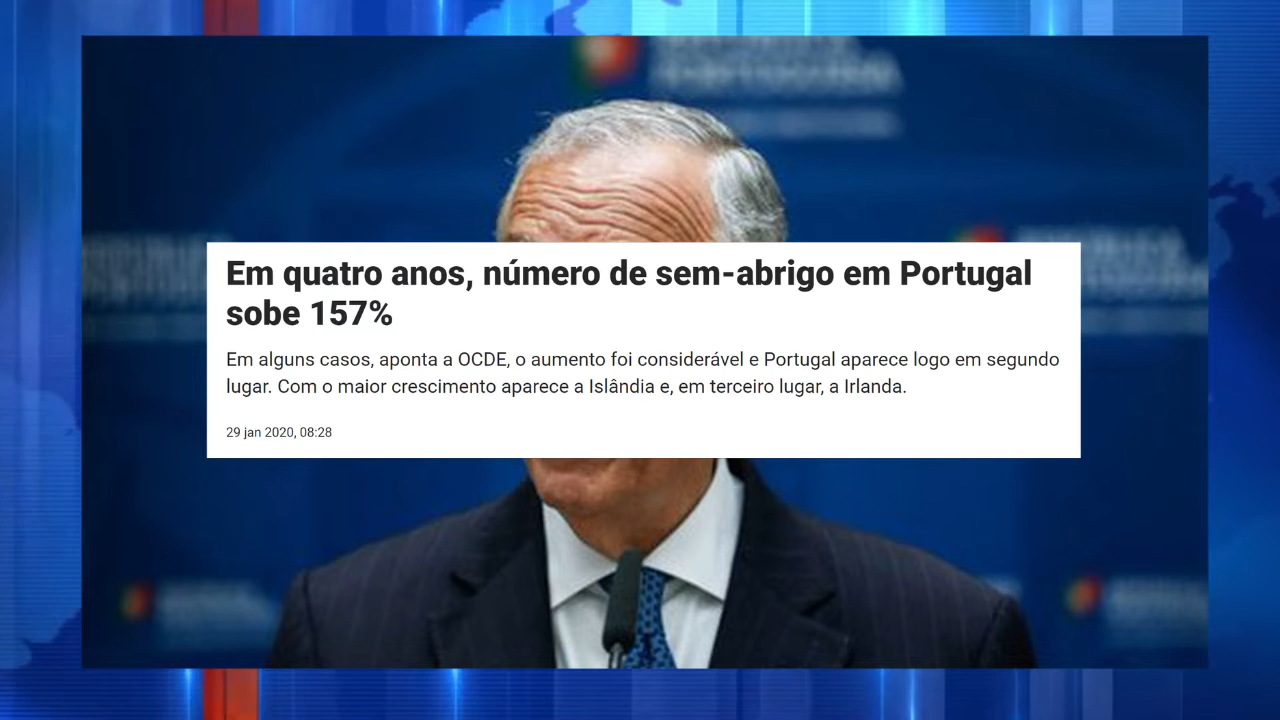 REPÚBLICA
PORTUGUESA
Em quatro anos, número de sem-abrigo em Portugal
sobe 157%
Em alguns casos, aponta a OCDE, o aumento foi considerável e Portugal aparece logo em segundo
lugar. Com o maior crescimento aparece a Islândia e, em terceiro lugar, a Irlanda.
29 jan 2020, 08:28